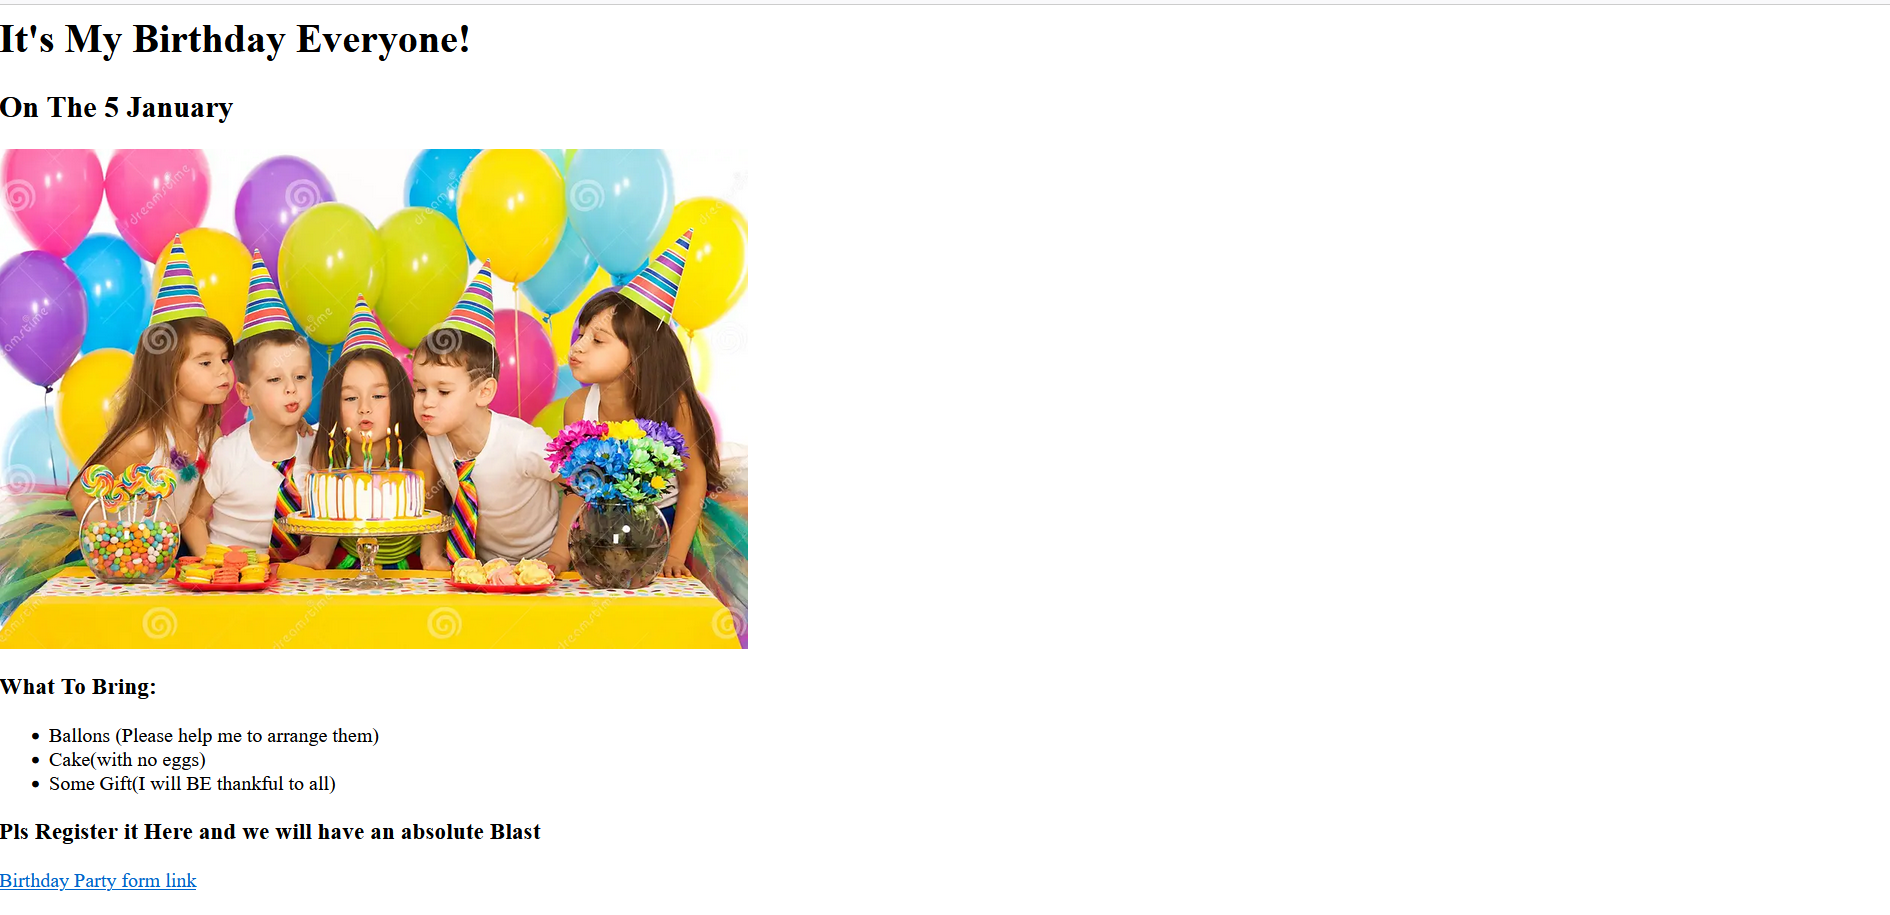 It's My Birthday Everyone!
On The 5 January
dreamstime
dreamstime
dreamstime
What To Bring:
Ballons (Please help me to arrange them)
Cake(with no eggs)
Some Gift(I will BE thankful to all)
Pls Register it Here and we will have an absolute Blast
Birthday Party form link